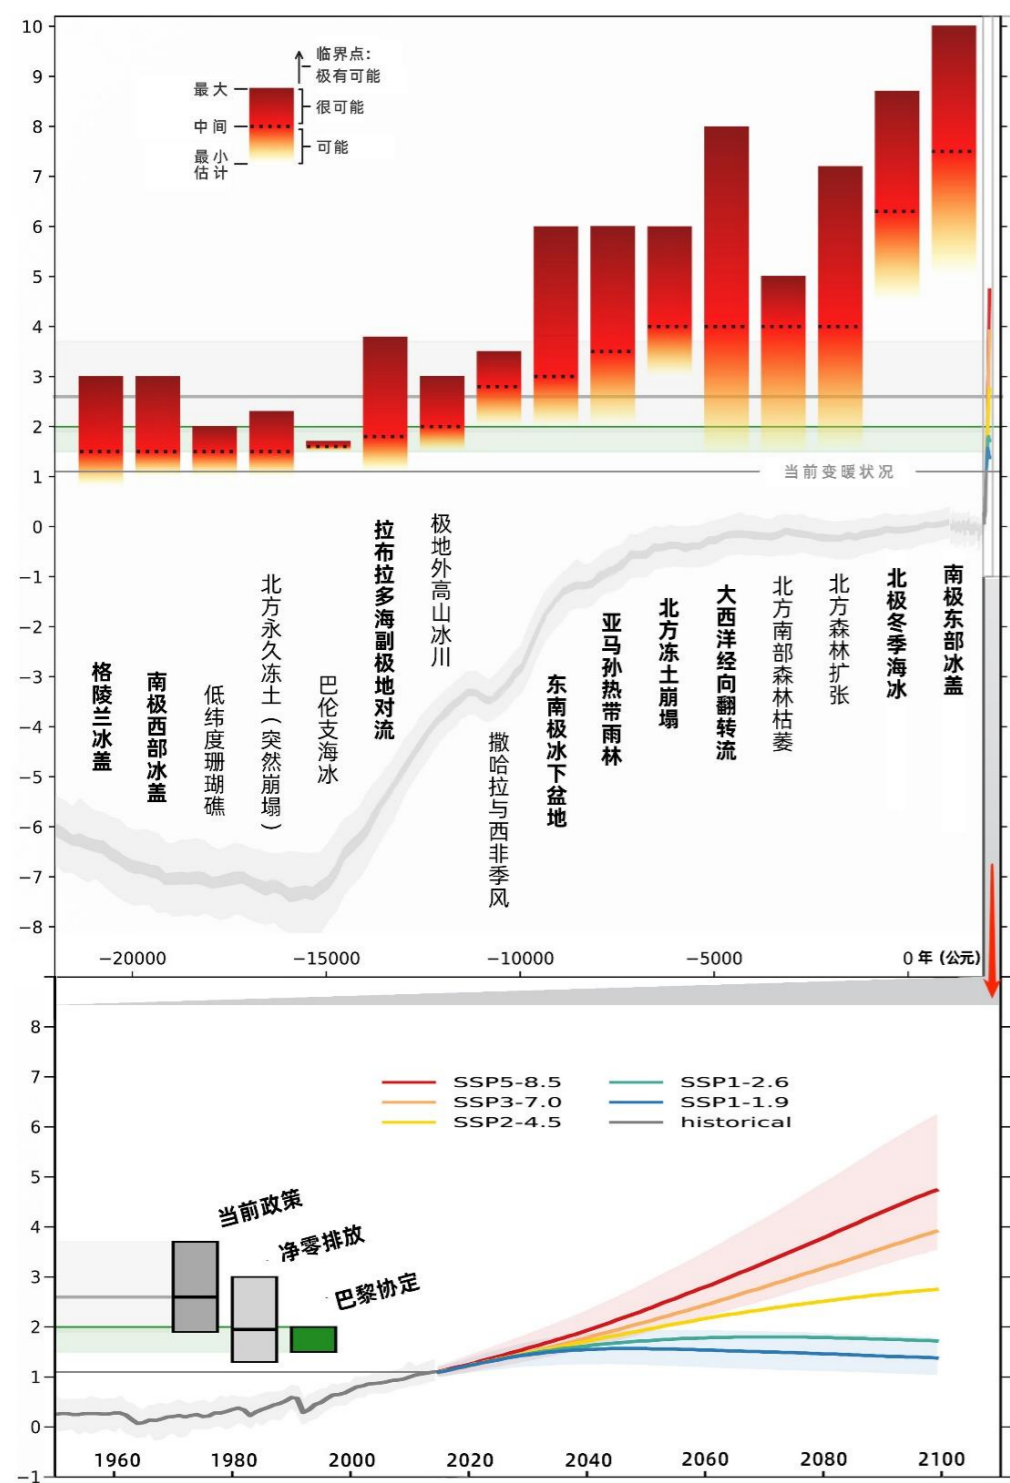 10
9
8
7
6
5
4
3
2
1
0
−1
−2
−3
−4
−5
−6
−7
−8
临界点:
极有可能
最大
很可能
中间
可能
最小
估计
当前变暖状况
格陵兰冰盖
南极西部冰盖
低纬度珊瑚礁
北方永久冻土（突然崩塌）
巴伦支海冰
拉布拉多海副极地对流
极地外高山冰川
撒哈拉与西非季风
东南极冰下盆地
亚马孙热带雨林
北方冻土崩塌
大西洋经向翻转流
北方南部森林枯萎
北方森林扩张
北极冬季海冰
南极东部冰盖
−20000 −15000 −10000 −5000 0 年 (公元)
8
7
6
5
4
3
2
1
0
−1
SSP5-8.5 SSP1-2.6
SSP3-7.0 SSP1-1.9
SSP2-4.5 historical
当前政策
净零排放
巴黎协定
1960 1980 2000 2020 2040 2060 2080 2100